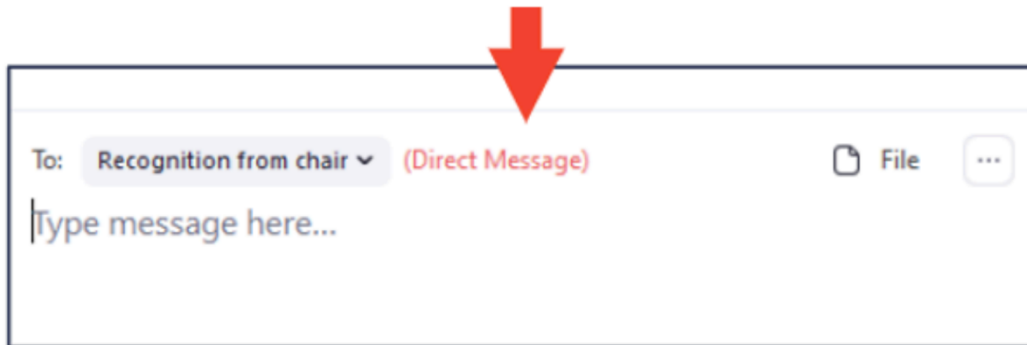 To: Recognition from chair (Direct Message) File ...
Type message here...